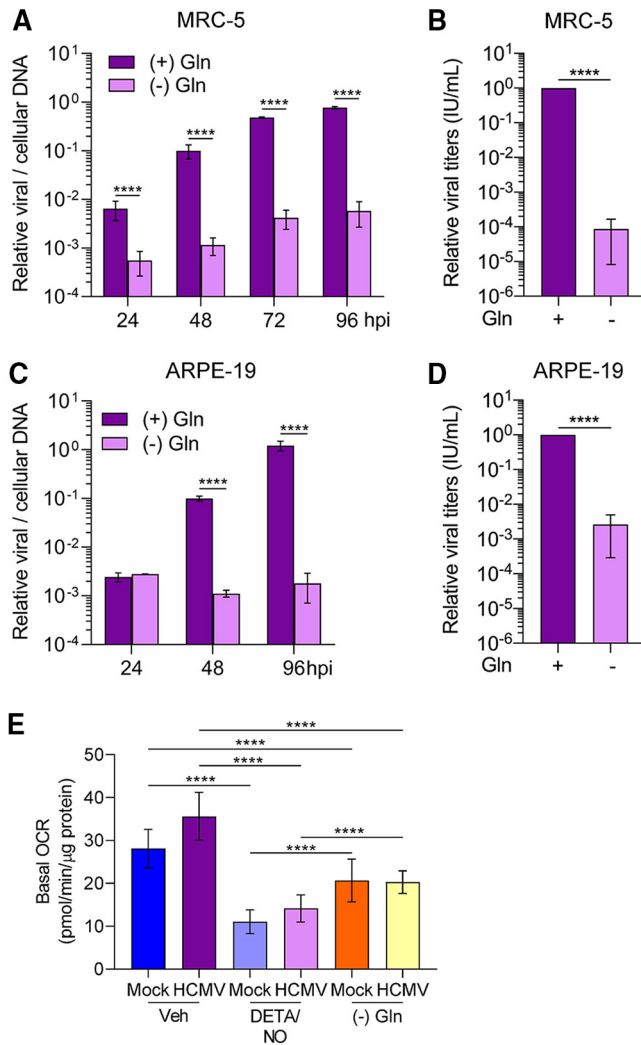 A
MRC-5
Relative viral / cellular DNA
(+) Gln
(-) Gln
10^1
10^0
10^-1
10^-2
10^-3
10^-4
****
****
****
****
24 48 72 96 hpi
B
MRC-5
Relative viral titers (IU/mL)
10^1
10^0
10^-1
10^-2
10^-3
10^-4
10^-5
10^-6
****
Gln + -
C
ARPE-19
Relative viral / cellular DNA
(+) Gln
(-) Gln
10^1
10^0
10^-1
10^-2
10^-3
10^-4
****
****
24 48 96hpi
D
ARPE-19
Relative viral titers (IU/mL)
10^1
10^0
10^-1
10^-2
10^-3
10^-4
10^-5
10^-6
****
Gln + -
E
Basal OCR
(pmol/min/µg protein)
50
40
30
20
10
0
****
****
****
****
****
****
Mock HCMV Mock HCMV Mock HCMV
Veh DETA/ (-) Gln
NO